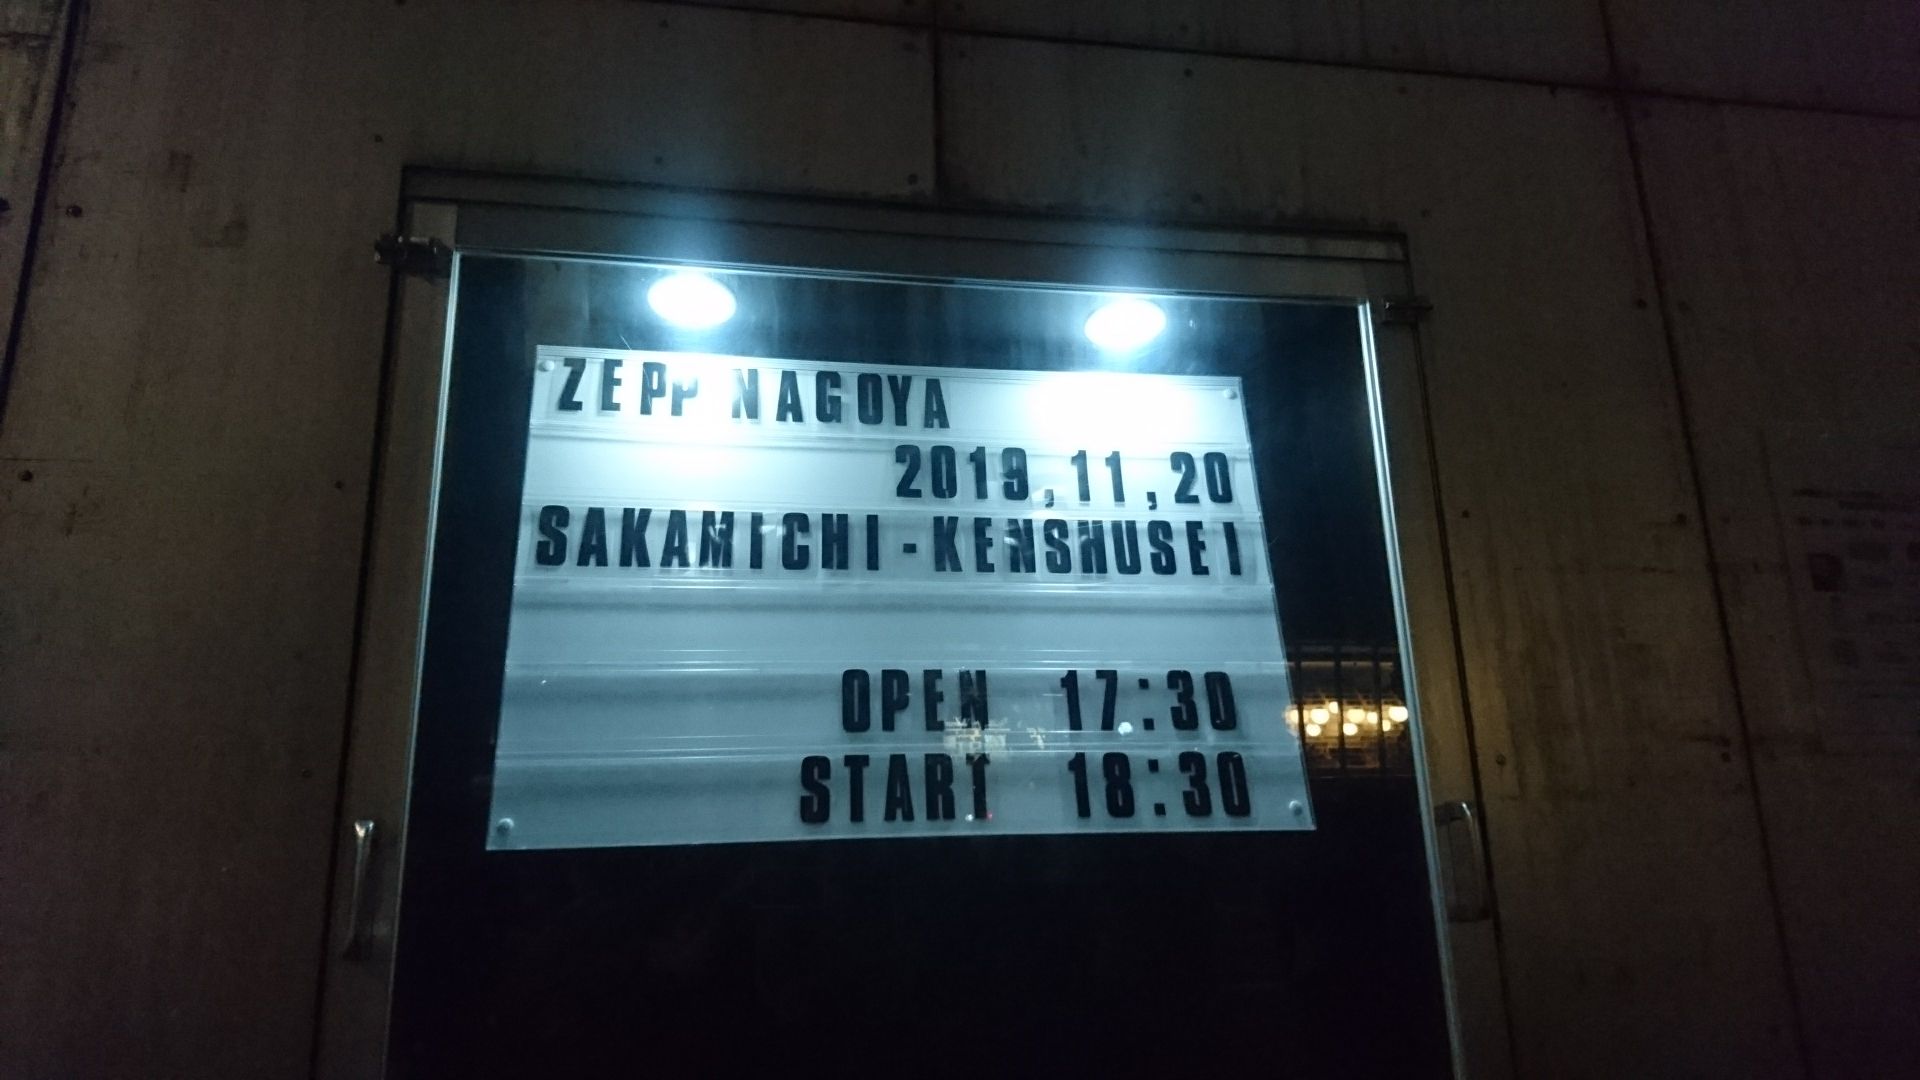 ZEPP NAGOYA
2019,11,20
SAKAMICHI-KENSHUSEI
OPEN 17:30
START 18:30